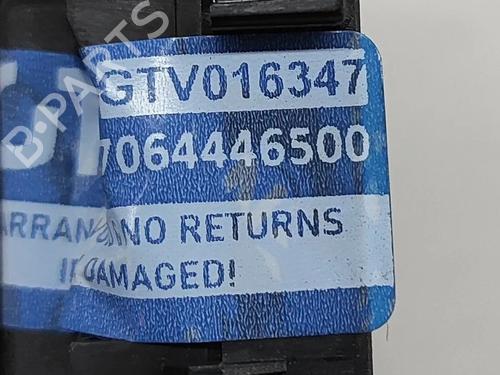 B-PARTS
GTV016347
7064446500
NO RETURNS
DAMAGED!